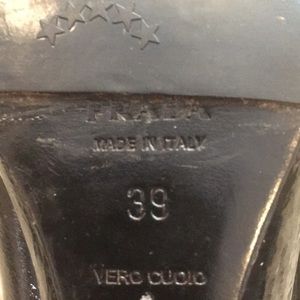 PRADA
MADE IN ITALY
39
VERO CUOIO